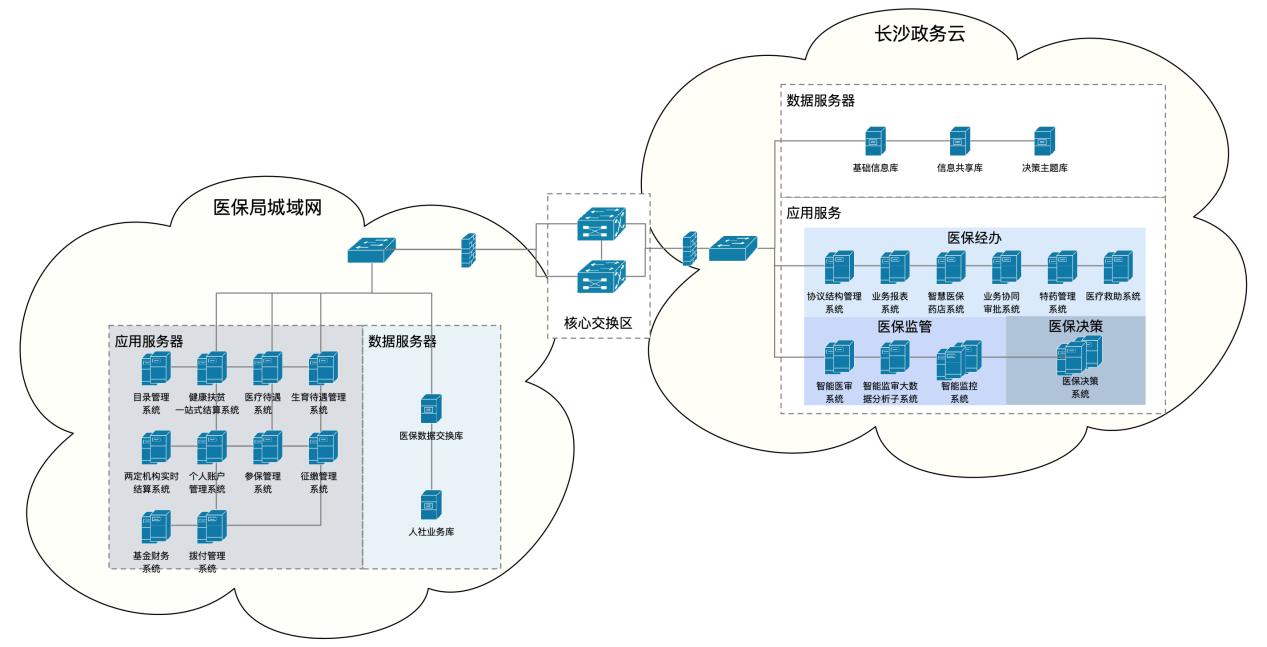 长沙政务云
数据服务器
基础信息库
信息共享库
决策主题库
应用服务
医保经办
协议结构管理
系统
业务报表
系统
智慧医保
药店系统
业务协同
审批系统
特药管理
系统
医疗救助系统
医保监管
智能医审
系统
智能监审大数
据分析子系统
智能监控
系统
医保决策
医保决策
系统
核心交换区
医保局城域网
应用服务器
目录管理
系统
健康扶贫
一站式结算系统
医疗待遇
系统
生育待遇管理
系统
两定机构实时
结算系统
个人账户
管理系统
参保管理
系统
征缴管理
系统
基金财务
系统
拨付管理
系统
数据服务器
医保数据交换库
人社业务库